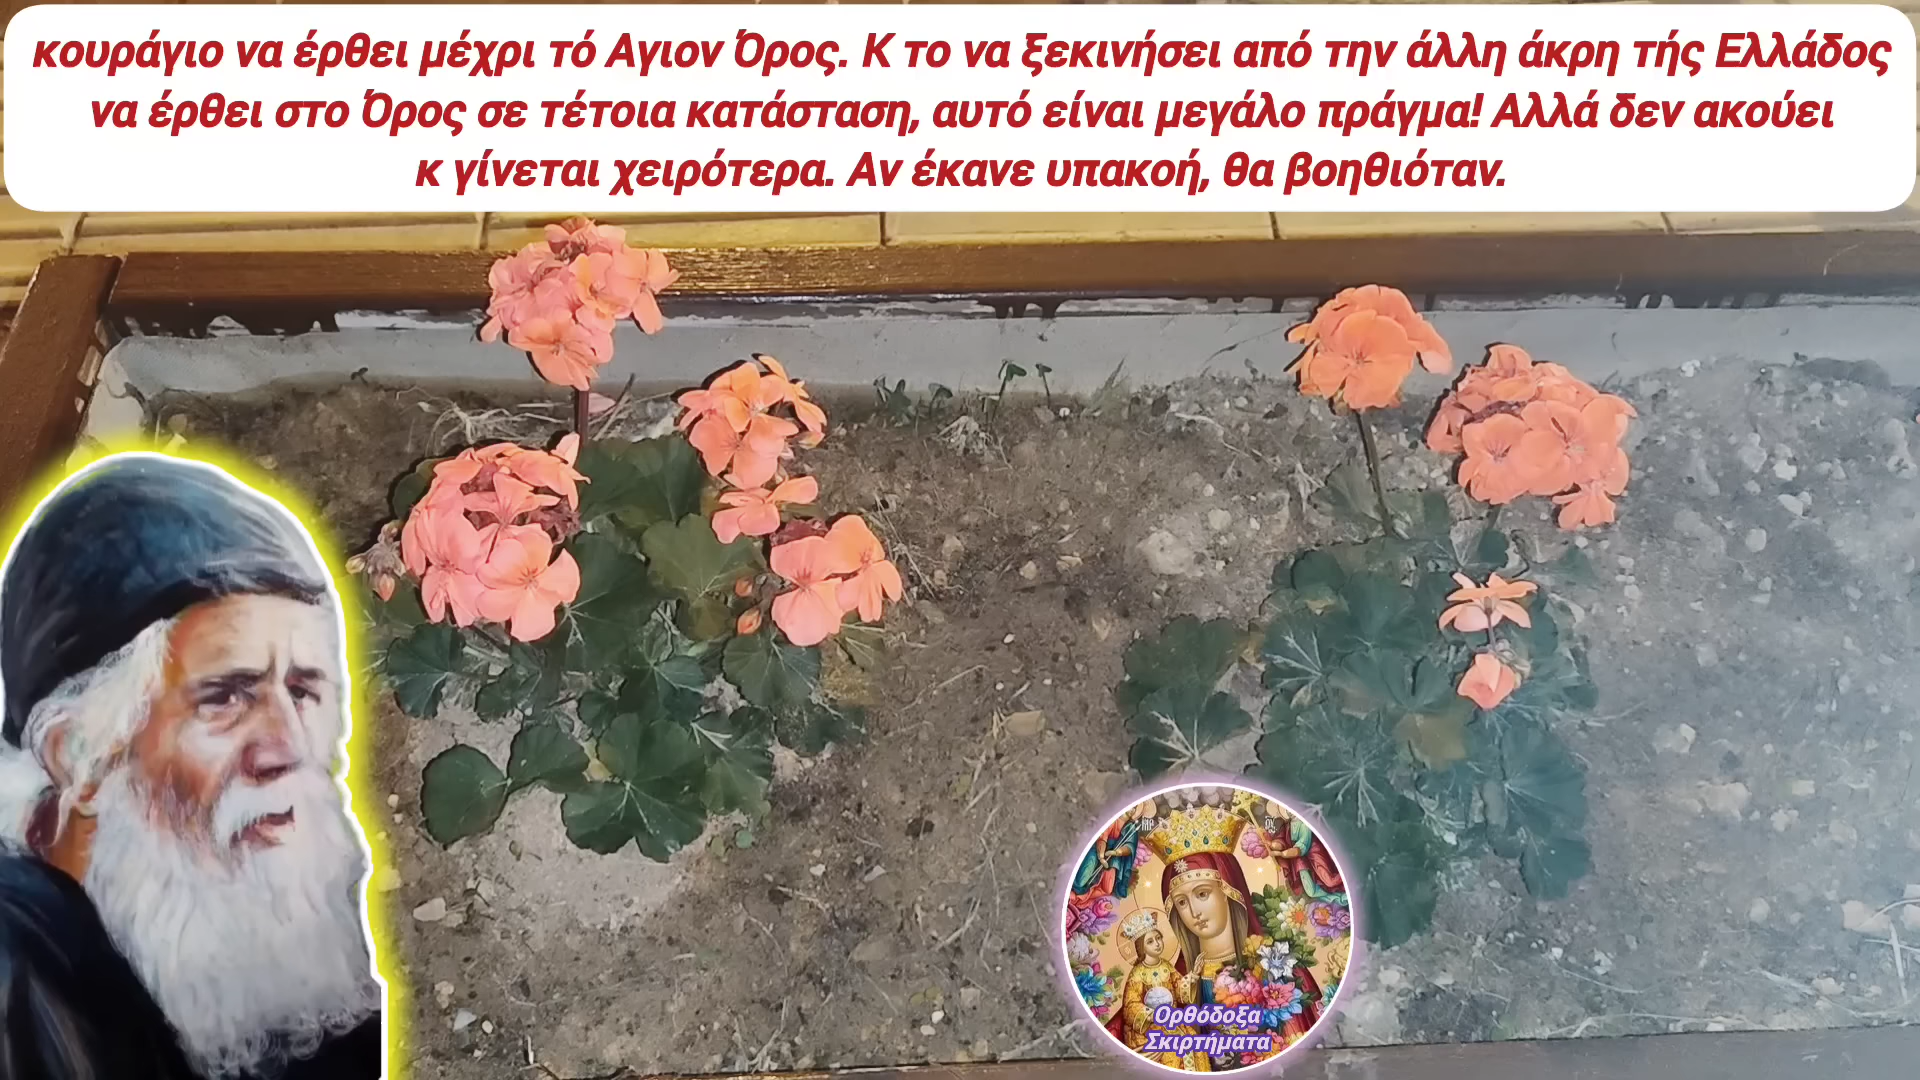 κουράγιο να έρθει μέχρι τό Αγιον Όρος. Κ το να ξεκινήσει από την άλλη άκρη τής Ελλάδος
να έρθει στο Όρος σε τέτοια κατάσταση, αυτό είναι μεγάλο πράγμα! Αλλά δεν ακούει
κ γίνεται χειρότερα. Αν έκανε υπακοή, θα βοηθιόταν.
ΜΡ ΘΥ
Ορθόδοξα
Σκιρτήματα